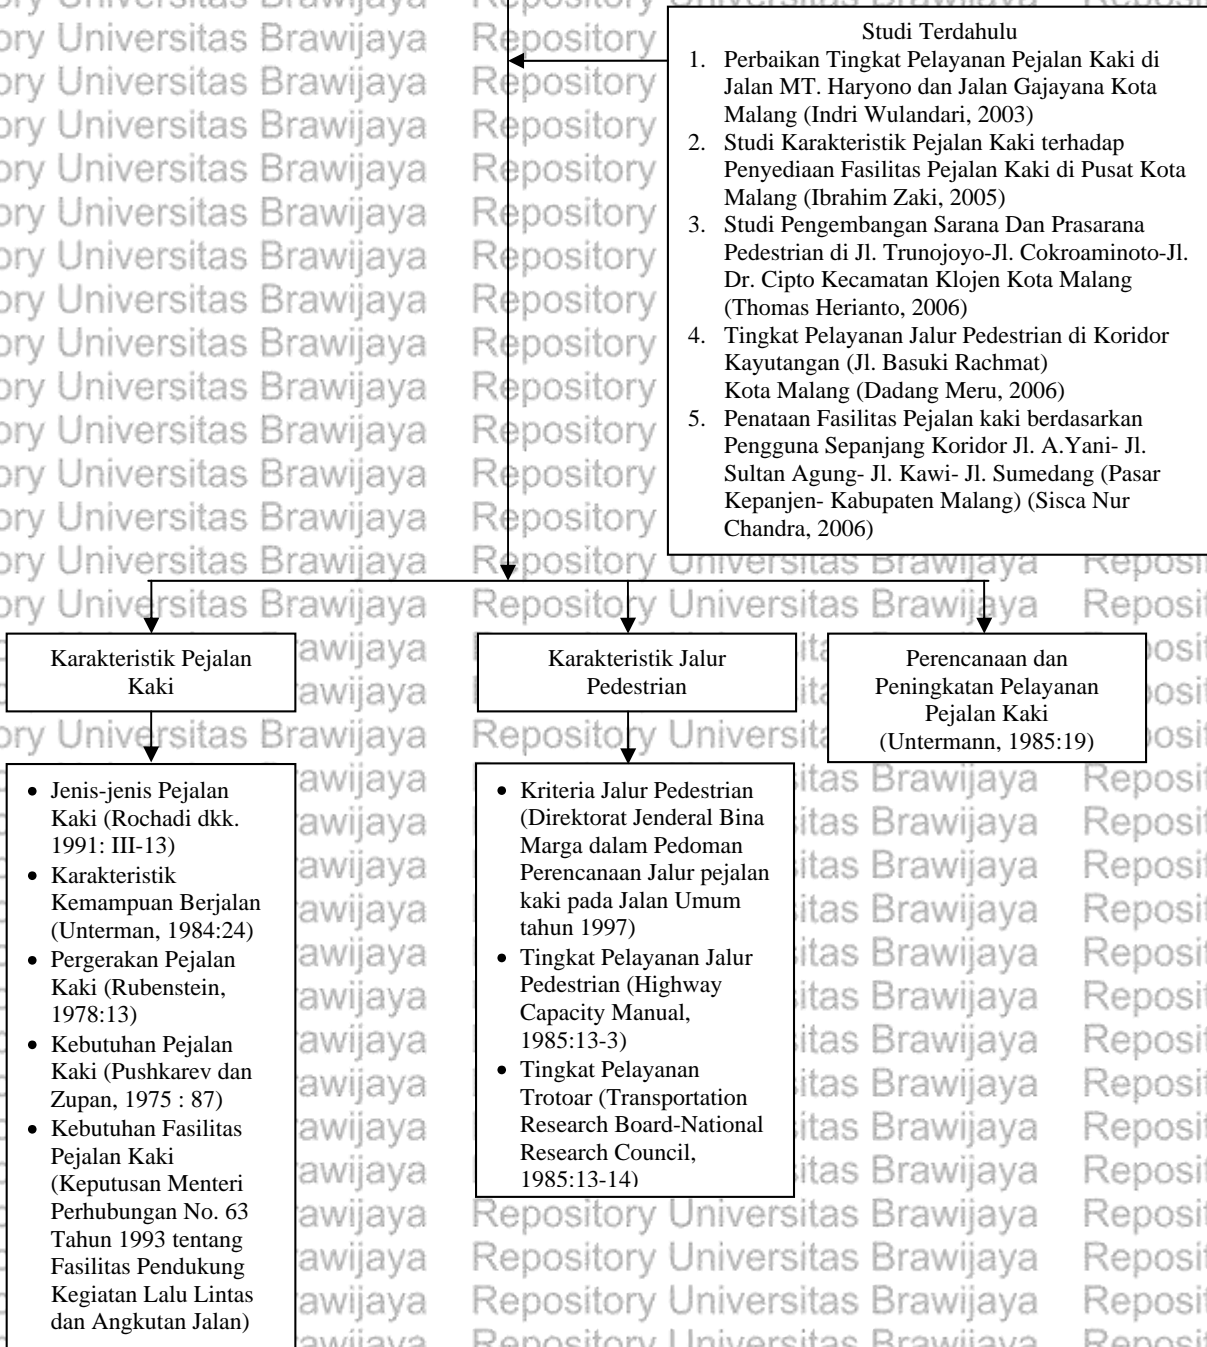 Studi Terdahulu
1. Perbaikan Tingkat Pelayanan Pejalan Kaki di
Jalan MT. Haryono dan Jalan Gajayana Kota
Malang (Indri Wulandari, 2003)
2. Studi Karakteristik Pejalan Kaki terhadap
Penyediaan Fasilitas Pejalan Kaki di Pusat Kota
Malang (Ibrahim Zaki, 2005)
3. Studi Pengembangan Sarana Dan Prasarana
Pedestrian di Jl. Trunojoyo-Jl. Cokroaminoto-Jl.
Dr. Cipto Kecamatan Klojen Kota Malang
(Thomas Herianto, 2006)
4. Tingkat Pelayanan Jalur Pedestrian di Koridor
Kayutangan (Jl. Basuki Rachmat)
Kota Malang (Dadang Meru, 2006)
5. Penataan Fasilitas Pejalan kaki berdasarkan
Pengguna Sepanjang Koridor Jl. A.Yani- Jl.
Sultan Agung- Jl. Kawi- Jl. Sumedang (Pasar
Kepanjen- Kabupaten Malang) (Sisca Nur
Chandra, 2006)
Karakteristik Pejalan
Kaki
Karakteristik Jalur
Pedestrian
Perencanaan dan
Peningkatan Pelayanan
Pejalan Kaki
(Untermann, 1985:19)
• Jenis-jenis Pejalan
Kaki (Rochadi dkk.
1991: III-13)
• Karakteristik
Kemampuan Berjalan
(Unterman, 1984:24)
• Pergerakan Pejalan
Kaki (Rubenstein,
1978:13)
• Kebutuhan Pejalan
Kaki (Pushkarev dan
Zupan, 1975 : 87)
• Kebutuhan Fasilitas
Pejalan Kaki
(Keputusan Menteri
Perhubungan No. 63
Tahun 1993 tentang
Fasilitas Pendukung
Kegiatan Lalu Lintas
dan Angkutan Jalan)
• Kriteria Jalur Pedestrian
(Direktorat Jenderal Bina
Marga dalam Pedoman
Perencanaan Jalur pejalan
kaki pada Jalan Umum
tahun 1997)
• Tingkat Pelayanan Jalur
Pedestrian (Highway
Capacity Manual,
1985:13-3)
• Tingkat Pelayanan
Trotoar (Transportation
Research Board-National
Research Council,
1985:13-14)
Repository Universitas Brawijaya